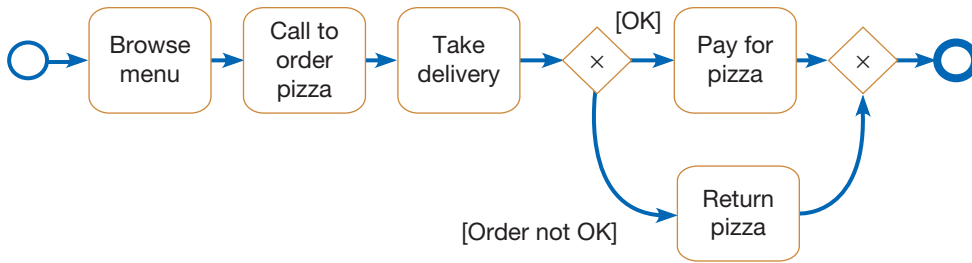 Browse
menu
Call to
order
pizza
Take
delivery
×
[OK]
Pay for
pizza
×
[Order not OK]
Return
pizza